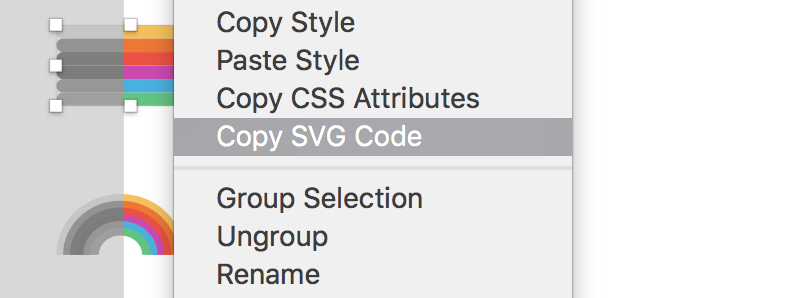 Copy Style
Paste Style
Copy CSS Attributes
Copy SVG Code
Group Selection
Ungroup
Rename